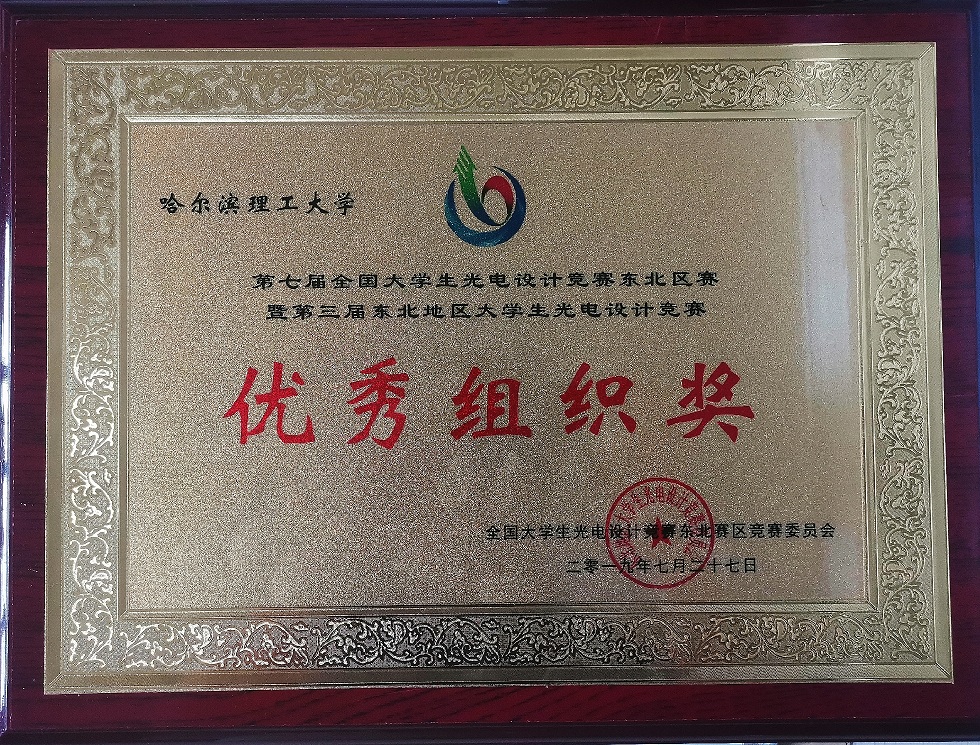 哈尔滨理工大学
第七届全国大学生光电设计竞赛东北区赛
暨第三届东北地区大学生光电设计竞赛
优秀组织奖
全国大学生光电设计竞赛东北赛区竞赛委员会
二零一九年七月二十七日